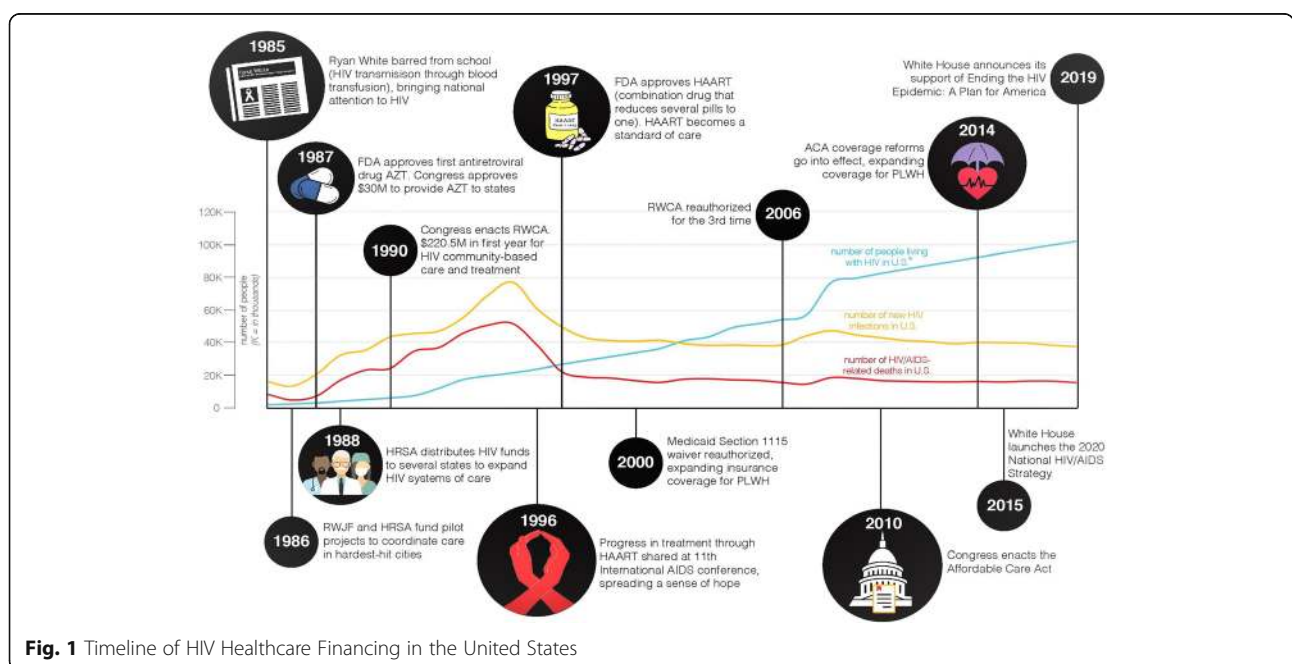 1985
Ryan White barred from school
(HIV transmisison through blood
transfusion), bringing national
attention to HIV
1987
FDA approves first antiretroviral
drug AZT. Congress approves
$30M to provide AZT to states
1990
Congress enacts RWCA.
$220.5M in first year for
HIV community-based
care and treatment
1997
FDA approves HAART
(combination drug that
reduces several pills to
one). HAART becomes a
standard of care
HAART
RWCA reauthorized
for the 3rd time
2006
White House announces its
support of Ending the HIV
Epidemic: A Plan for America
2019
ACA coverage reforms
go into effect, expanding
coverage for PLWH
2014
number of people
(K = in thousands)
120K
100K
80K
60K
40K
20K
0
number of people living
with HIV in U.S.*
number of new HIV
infections in U.S.
number of HIV/AIDS-
related deaths in U.S.
1988
HRSA distributes HIV funds
to several states to expand
HIV systems of care
1986
RWJF and HRSA fund pilot
projects to coordinate care
in hardest-hit cities
1996
Progress in treatment through
HAART shared at 11th
International AIDS conference,
spreading a sense of hope
2000
Medicaid Section 1115
waiver reauthorized,
expanding insurance
coverage for PLWH
2010
Congress enacts the
Affordable Care Act
White House
launches the 2020
National HIV/AIDS
Strategy
2015
Fig. 1 Timeline of HIV Healthcare Financing in the United States